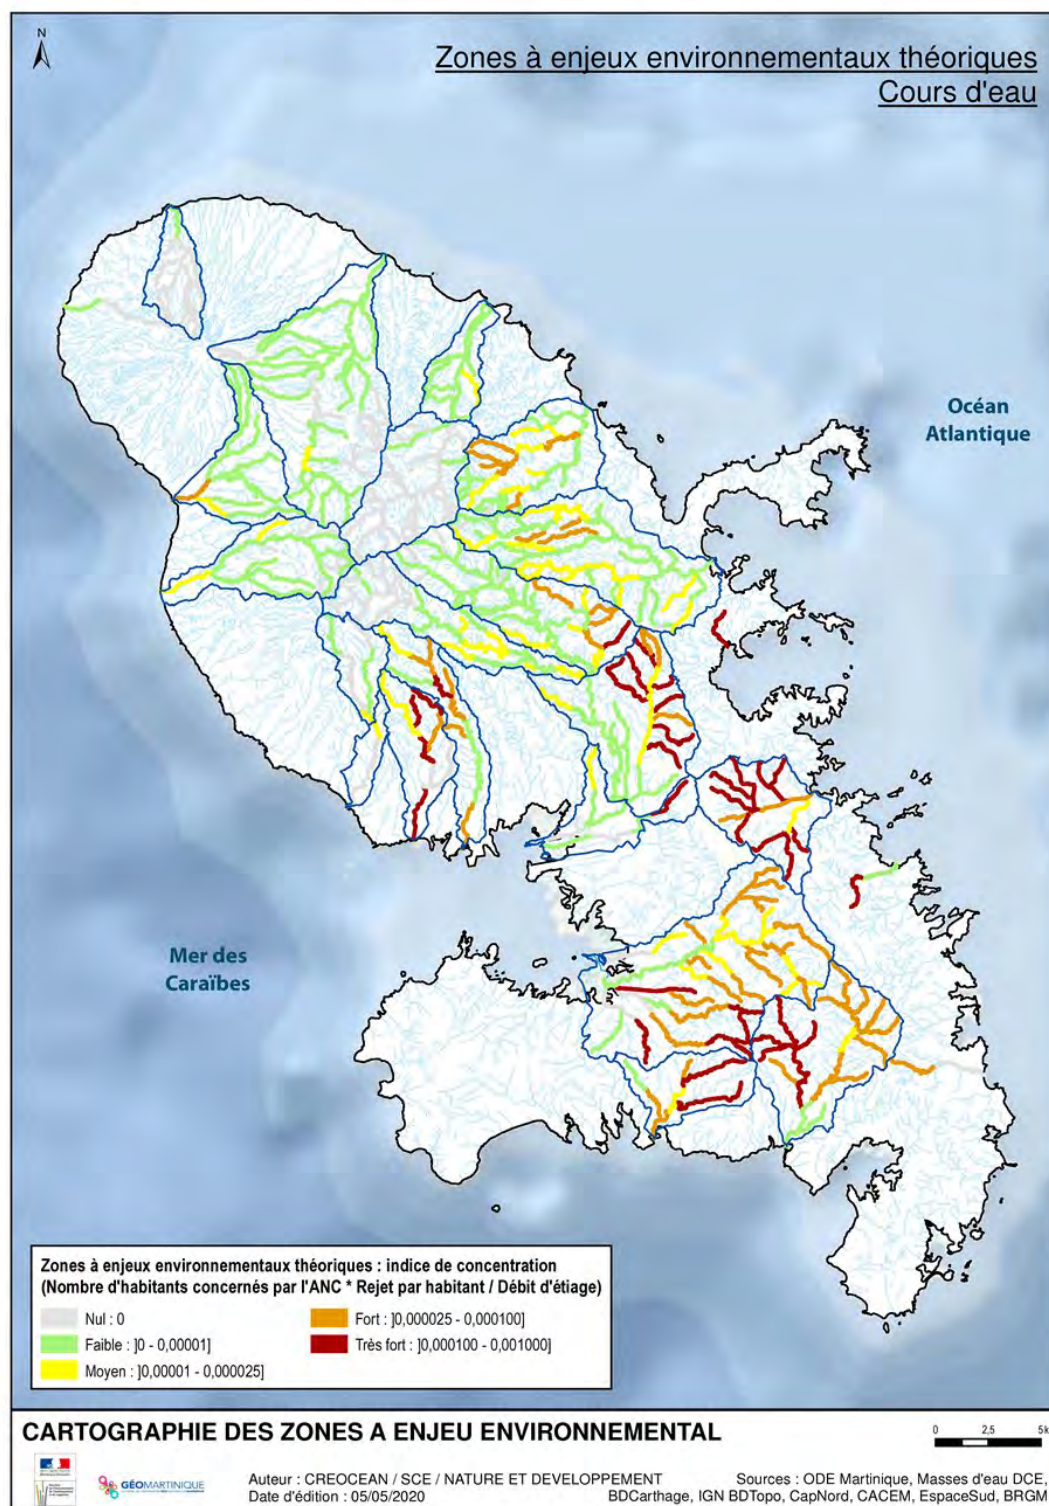 N
Zones à enjeux environnementaux théoriques
Cours d'eau
Océan
Atlantique
Mer des
Caraïbes
Zones à enjeux environnementaux théoriques : indice de concentration
(Nombre d'habitants concernés par l'ANC * Rejet par habitant / Débit d'étiage)
Nul : 0
Faible : ]0 - 0,00001]
Moyen : ]0,00001 - 0,000025]
Fort : ]0,000025 - 0,000100]
Très fort : ]0,000100 - 0,001000]
CARTOGRAPHIE DES ZONES A ENJEU ENVIRONNEMENTAL
0 2,5 5k
GÉOMARTINIQUE
Auteur : CREOCEAN / SCE / NATURE ET DEVELOPPEMENT
Date d'édition : 05/05/2020
Sources : ODE Martinique, Masses d'eau DCE,
BDCarthage, IGN BDTopo, CapNord, CACEM, EspaceSud, BRGM